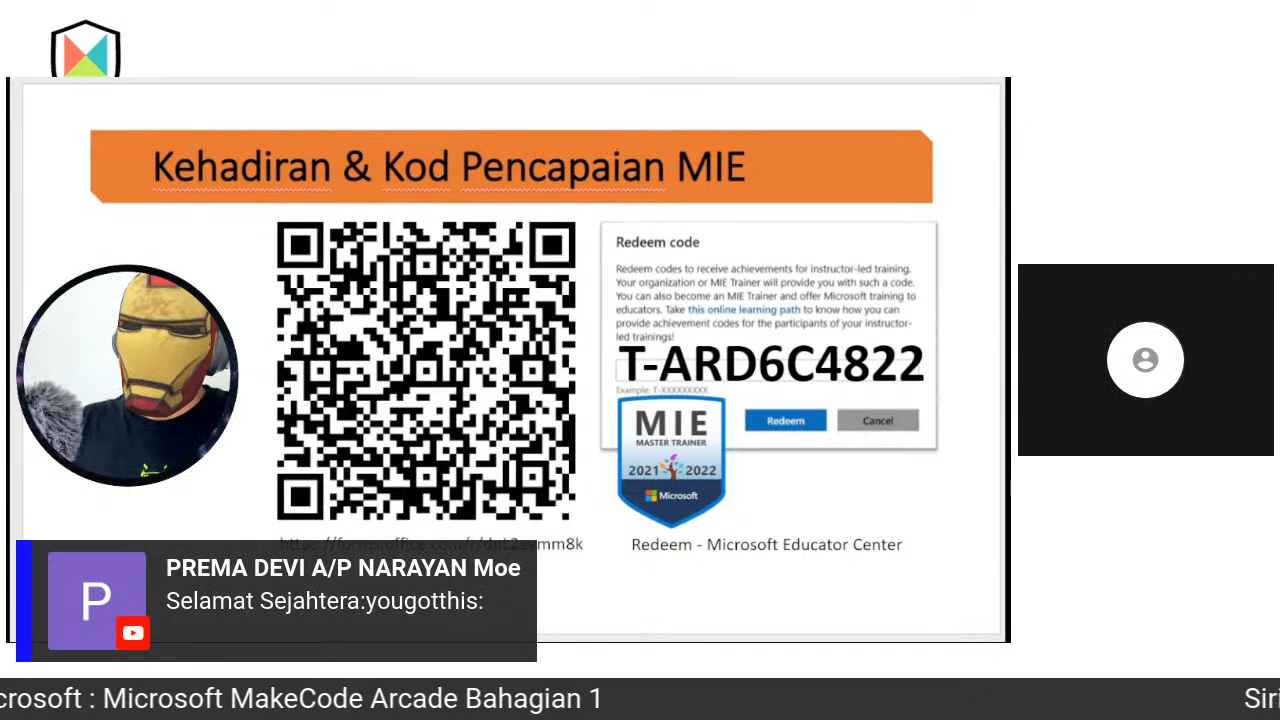 Kehadiran & Kod Pencapaian MIE
Redeem code
Redeem codes to receive achievements for instructor-led training.
Your organization or MIE Trainer will provide you with such a code.
You can also become an MIE Trainer and offer Microsoft training to
educators. Take this online learning path to know how you can
provide achievement codes for the participants of your instructor-
led trainings!
T-ARD6C4822
Example: T-XXXXXXXXX
Redeem
Cancel
MIE
MASTER TRAINER
2021 2022
Microsoft
Redeem - Microsoft Educator Center
P
PREMA DEVI A/P NARAYAN Moe
Selamat Sejahtera:yougotthis:
crosoft : Microsoft MakeCode Arcade Bahagian 1
Siri